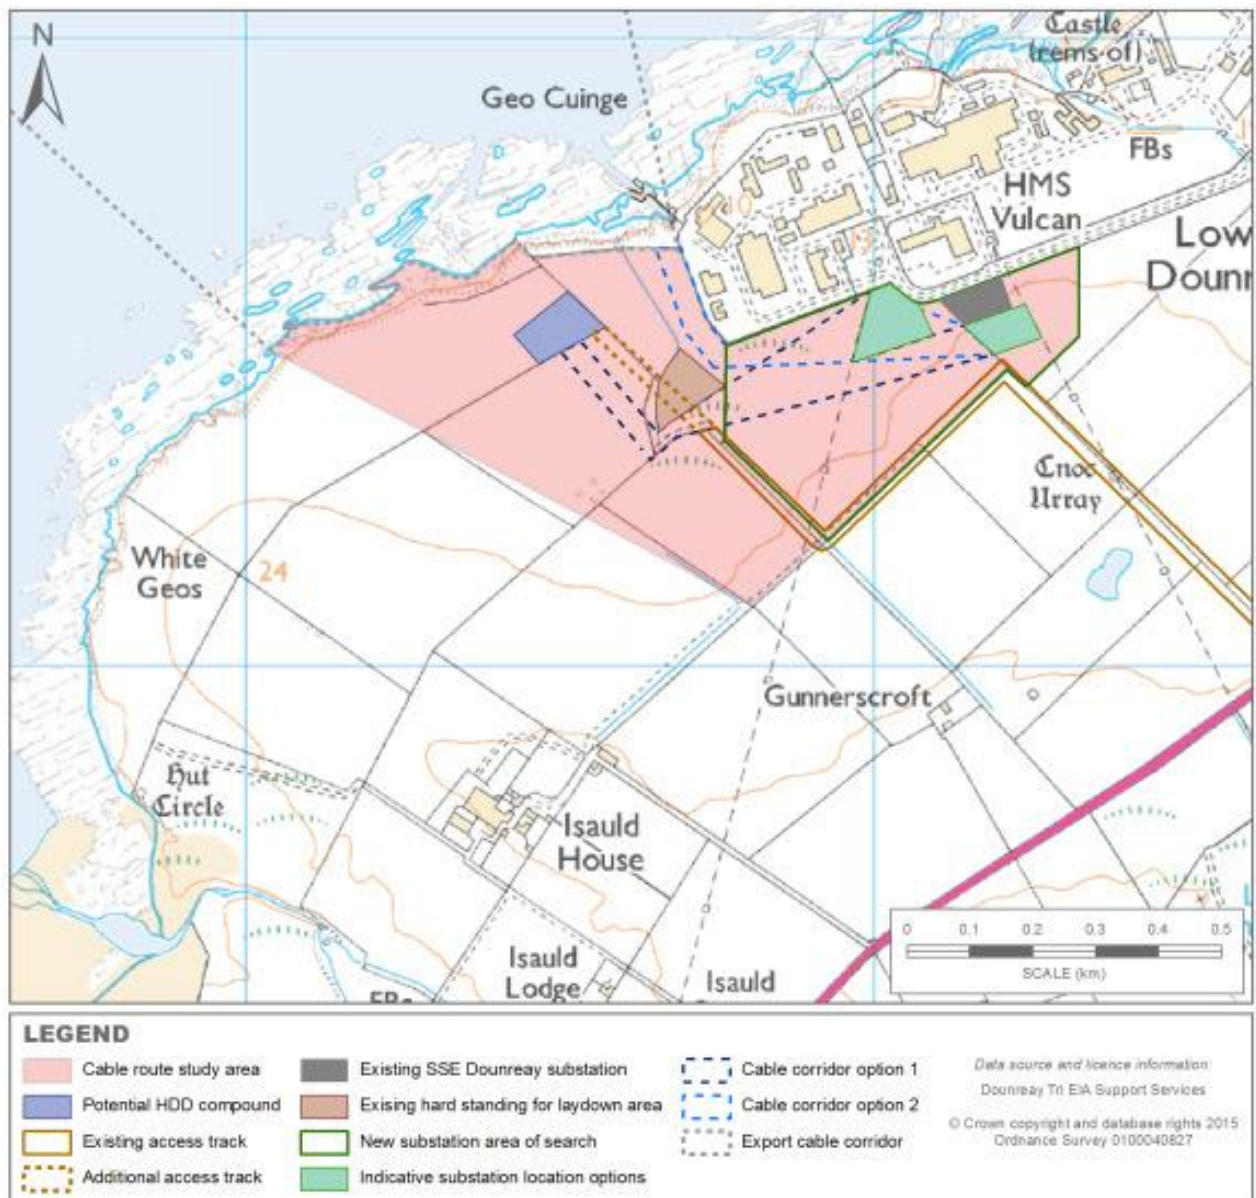 N
Castle
(rems of)
Geo Cuinge
FBs
HMS
Vulcan
Low
Dounr
10
Cnoc
Urray
White
Geos
24
Gunnerscroft
Hut
Circle
Isauld
House
Isauld
Lodge
Isauld
FBs
0 0.1 0.2 0.3 0.4 0.5
SCALE (km)
LEGEND
Cable route study area
Potential HDD compound
Existing access track
Additional access track
Existing SSE Dounreay substation
Exising hard standing for laydown area
New substation area of search
Indicative substation location options
Cable corridor option 1
Cable corridor option 2
Export cable corridor
Data source and licence information:
Dounreay Tri EIA Support Services
© Crown copyright and database rights 2015
Ordnance Survey 0100040827